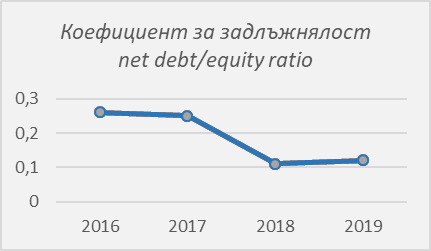 Коефициент за задлъжнялост
net debt/equity ratio
0,3
0,2
0,1
0
2016 2017 2018 2019